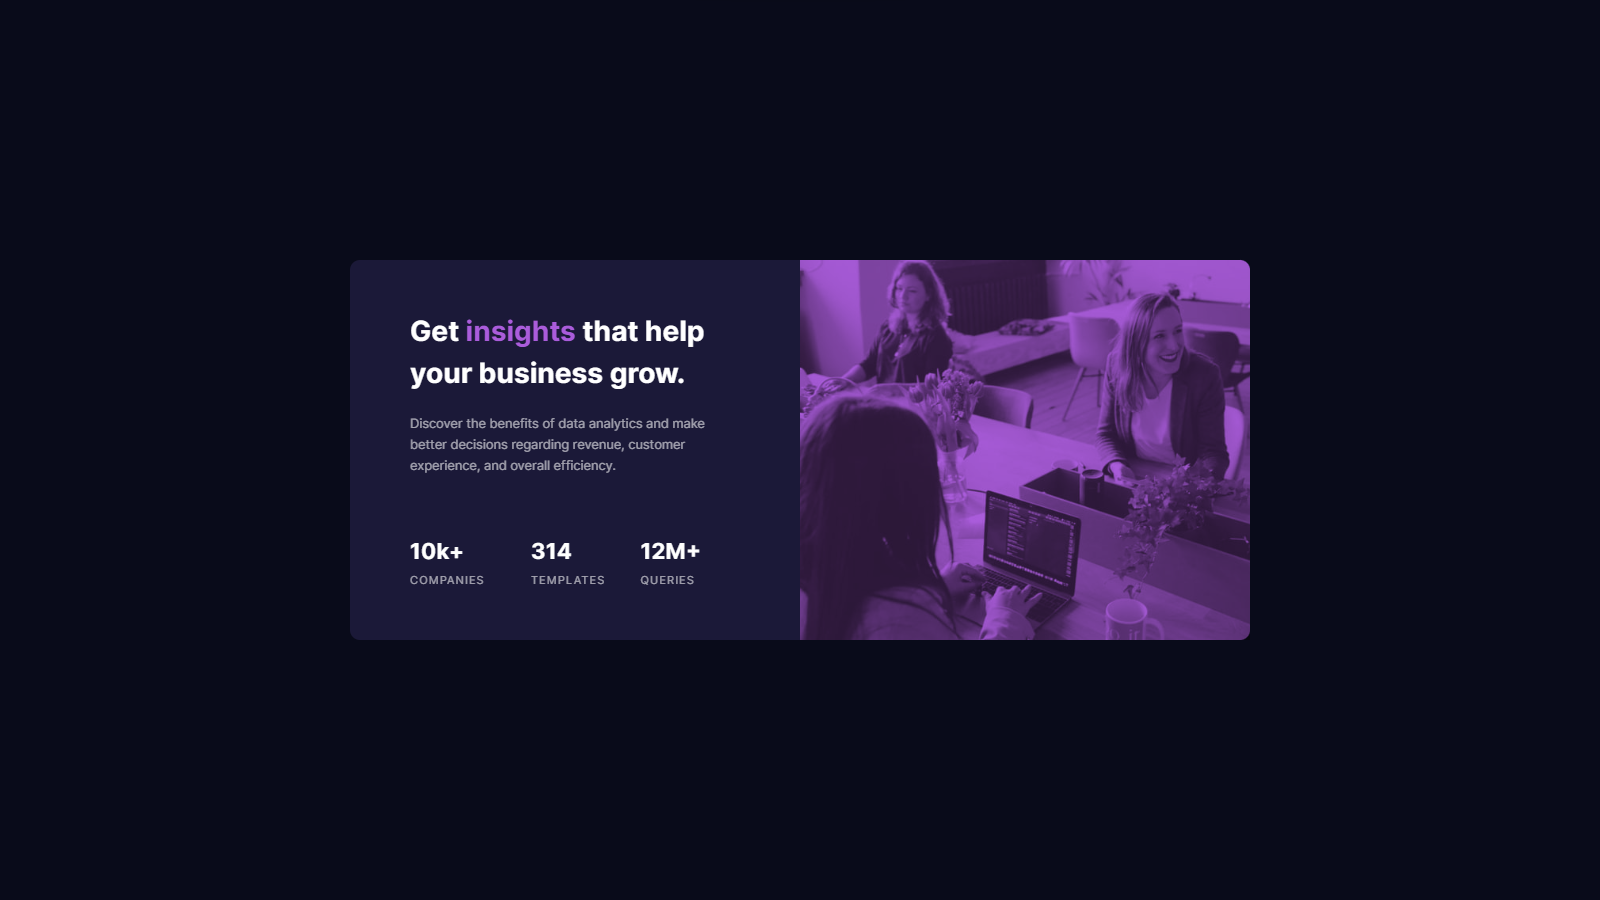 Get insights that help
your business grow.
Discover the benefits of data analytics and make
better decisions regarding revenue, customer
experience, and overall efficiency.
10k+ 314 12M+
COMPANIES TEMPLATES QUERIES